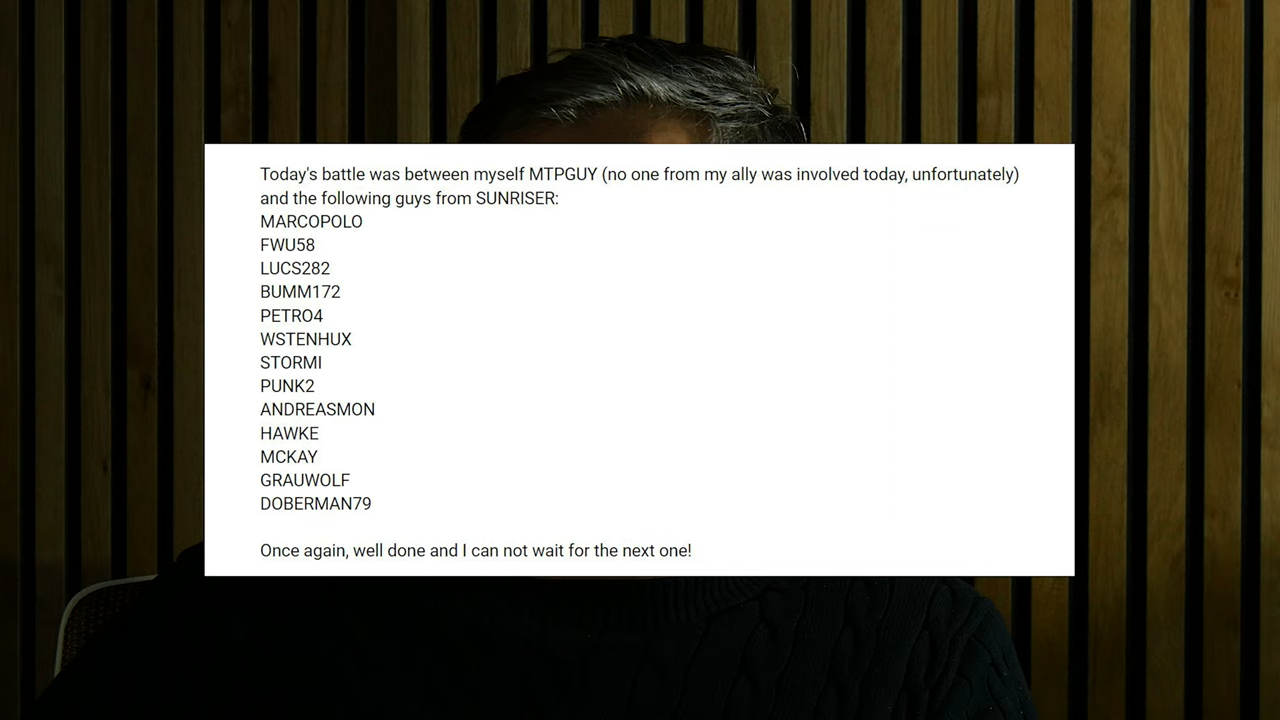 Today's battle was between myself MTPGUY (no one from my ally was involved today, unfortunately)
and the following guys from SUNRISER:
MARCOPOLO
FWU58
LUCS282
BUMM172
PETRO4
WSTENHUX
STORMI
PUNK2
ANDREASMON
HAWKE
MCKAY
GRAUWOLF
DOBERMAN79
Once again, well done and I can not wait for the next one!